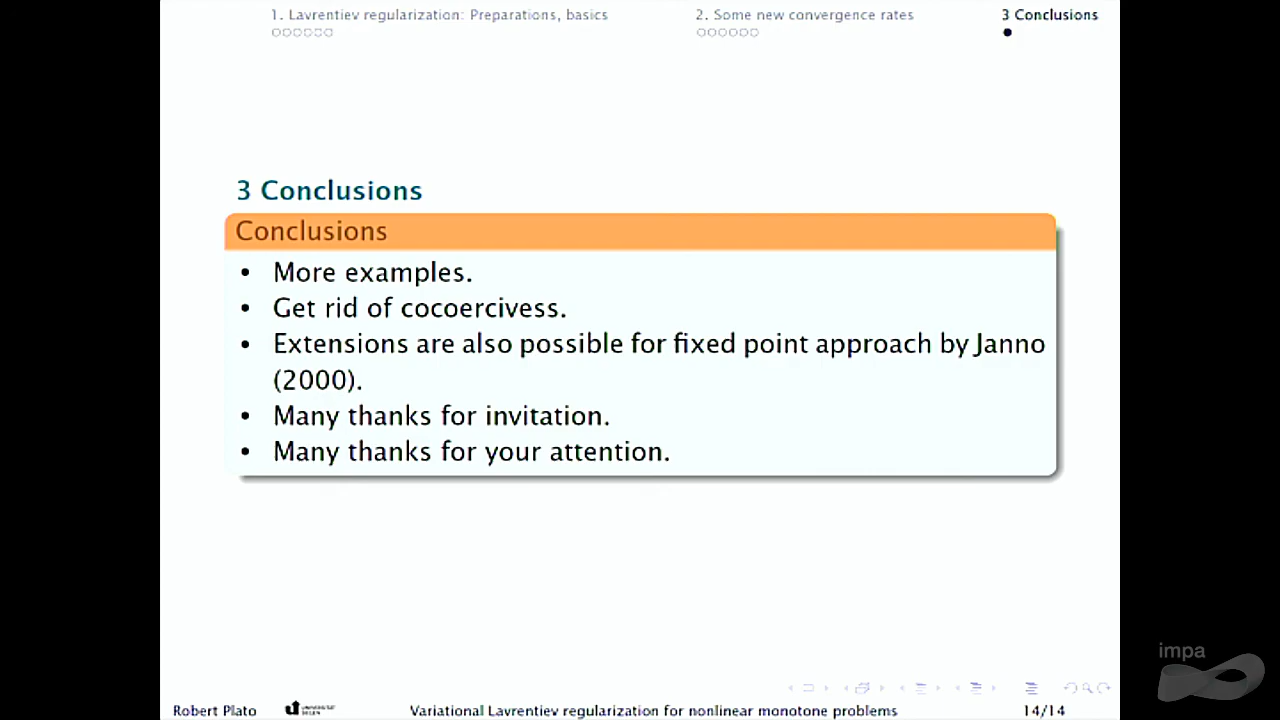 1. Lavrentiev regularization: Preparations, basics
2. Some new convergence rates
3 Conclusions
3 Conclusions
Conclusions
• More examples.
• Get rid of cocoercivess.
• Extensions are also possible for fixed point approach by Janno
(2000).
• Many thanks for invitation.
• Many thanks for your attention.
impa
Robert Plato
Variational Lavrentiev regularization for nonlinear monotone problems
14/14